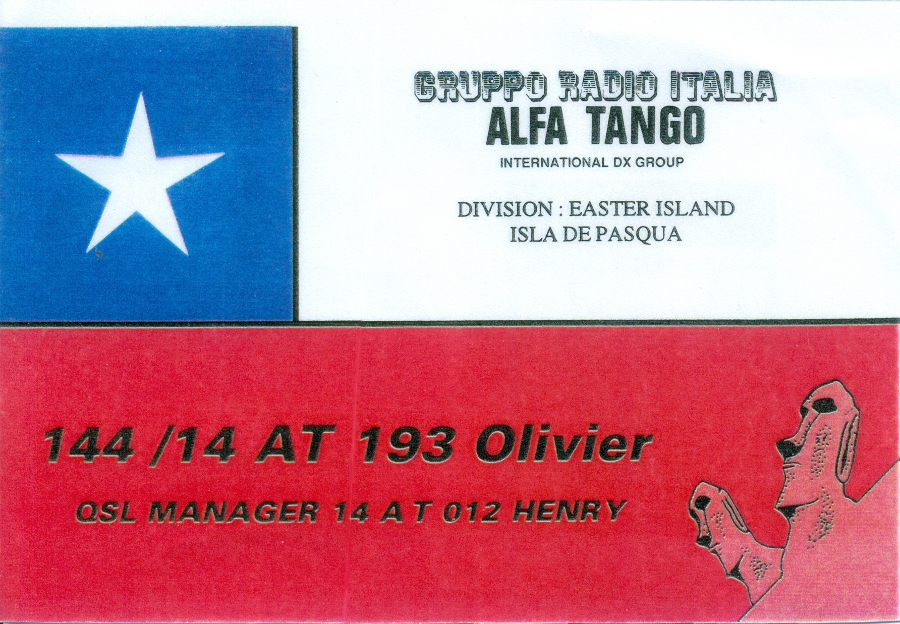 GRUPPO RADIO ITALIA
ALFA TANGO
INTERNATIONAL DX GROUP
DIVISION : EASTER ISLAND
ISLA DE PASQUA
144 /14 AT 193 Olivier
QSL MANAGER 14 A T 012 HENRY